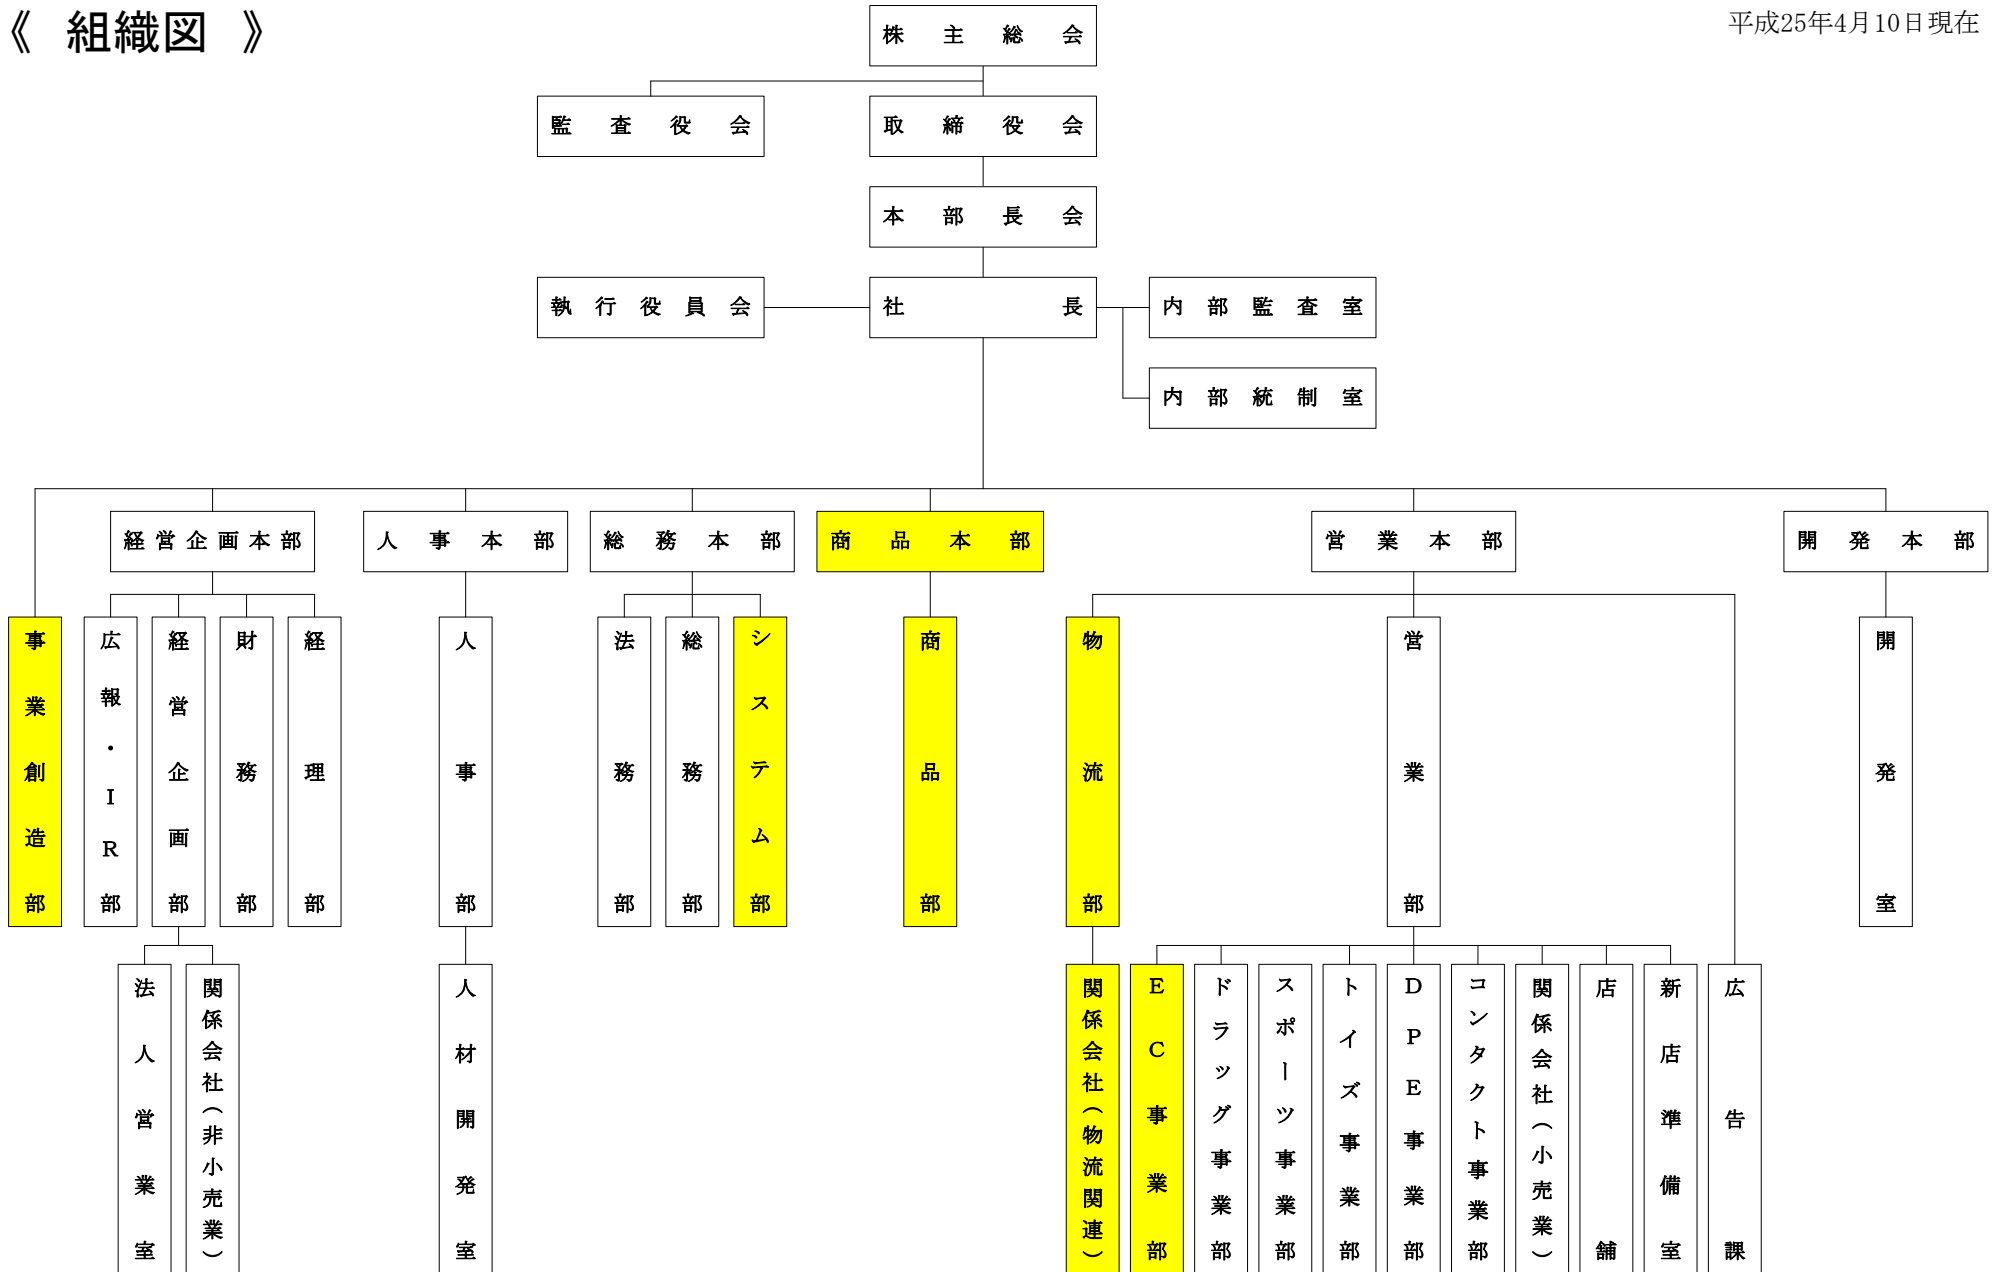 《 組織図 》
平成25年4月10日現在
株主総会
監査役会
取締役会
本部長会
執行役員会
社長
内部監査室
内部統制室
経営企画本部
人事本部
総務本部
商品本部
営業本部
開発本部
事業創造部
広報・IR部
経営企画部
財務部
経理部
人事部
法務部
総務部
システム部
商品部
物流部
営業部
開発室
法人営業室
関係会社(非小売業)
人材開発室
関係会社(物流関連)
EC事業部
ドラッグ事業部
スポーツ事業部
トイズ事業部
DPE事業部
コンタクト事業部
関係会社(小売業)
店舗
新店準備室
広告課